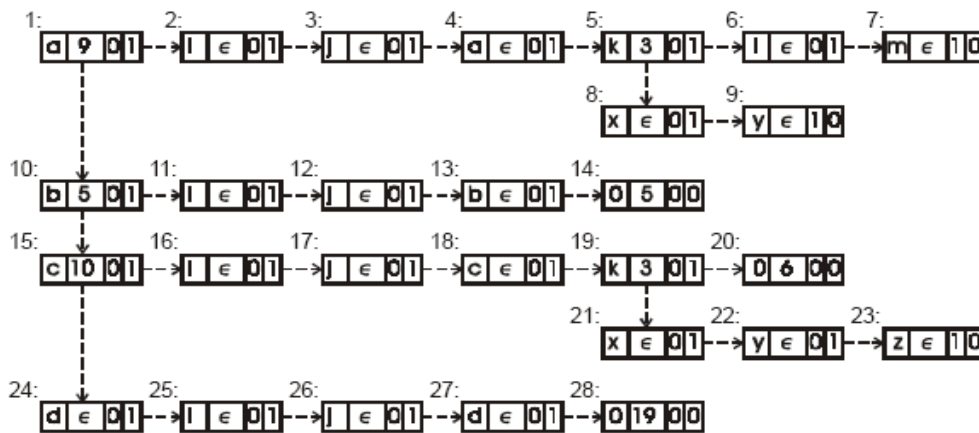 1: 2: 3: 4: 5: 6: 7:
a 9 0 1 i ϵ 0 1 j ϵ 0 1 a ϵ 0 1 k 3 0 1 l ϵ 0 1 m ϵ 1 0
8: 9:
x ϵ 0 1 y ϵ 1 0
10: 11: 12: 13: 14:
b 5 0 1 i ϵ 0 1 j ϵ 0 1 b ϵ 0 1 0 5 0 0
15: 16: 17: 18: 19: 20:
c 10 0 1 i ϵ 0 1 j ϵ 0 1 c ϵ 0 1 k 3 0 1 0 6 0 0
21: 22: 23:
x ϵ 0 1 y ϵ 0 1 z ϵ 1 0
24: 25: 26: 27: 28:
d ϵ 0 1 i ϵ 0 1 j ϵ 0 1 d ϵ 0 1 0 19 0 0